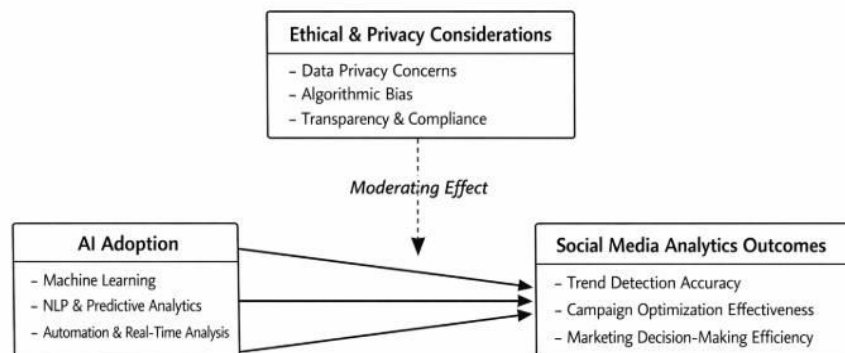 Ethical & Privacy Considerations
– Data Privacy Concerns
– Algorithmic Bias
– Transparency & Compliance
Moderating Effect
AI Adoption
– Machine Learning
– NLP & Predictive Analytics
– Automation & Real-Time Analysis
Social Media Analytics Outcomes
– Trend Detection Accuracy
– Campaign Optimization Effectiveness
– Marketing Decision-Making Efficiency